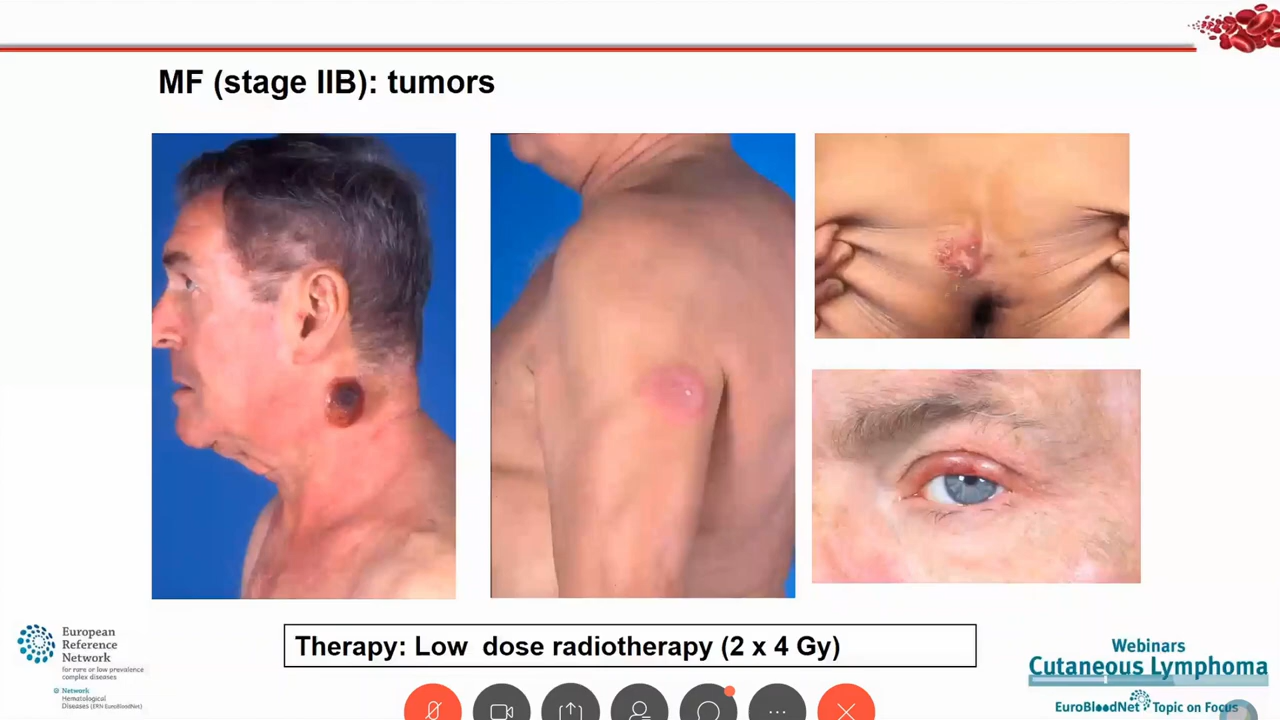 MF (stage IIB): tumors
Therapy: Low dose radiotherapy (2 x 4 Gy)
European
Reference
Network
for rare or low prevalence
complex diseases
Network
Hematological
Diseases (ERN-EuroBloodNet)
Webinars
Cutaneous Lymphoma
EuroBloodNet Topic on Focus